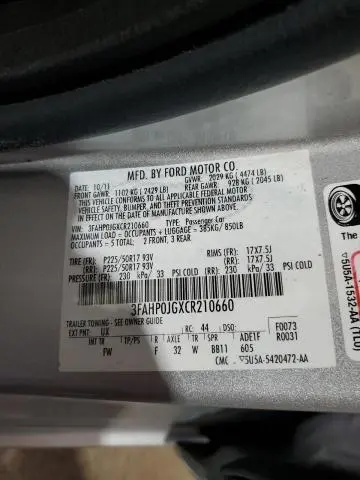 MFD. BY FORD MOTOR CO.
DATE: 10/11
GVWR: 2029 KG ( 4474 LB)
FRONT GAWR: 1102 KG ( 2429 LB)
REAR GAWR: 928 KG ( 2045 LB)
THIS VEHICLE CONFORMS TO ALL APPLICABLE FEDERAL MOTOR
VEHICLE SAFETY, BUMPER, AND THEFT PREVENTION STANDARDS IN
EFFECT ON THE DATE OF MANUFACTURE SHOWN ABOVE.
VIN: 3FAHP0JGXCR210660
TYPE: Passenger Car
MAXIMUM LOAD = OCCUPANTS + LUGGAGE = 385KG/ 850LB
OCCUPANTS = 5 TOTAL: 2 FRONT, 3 REAR
TIRE (FR): P225/50R17 93V RIMS 17X7.5J
(RR): P225/50R17 93V 17X7.5J
PRESSURE (FR): 230 kPa/ 33 PSI COLD (RR) 230 kPa/ 33 PSI COLD
3FAHP0JGXCR210660
TRAILER TOWING - SEE OWNER GUIDE
EXT PNT: UX RC: 44 DSO: F0073
INT TR TP/PS R AXLE TR SPR ADE1F R0031
FW F 32 W BB11 605
CMC ▽5U5A-5420472-AA
The
▽5U5A-1532-AA (TLU)